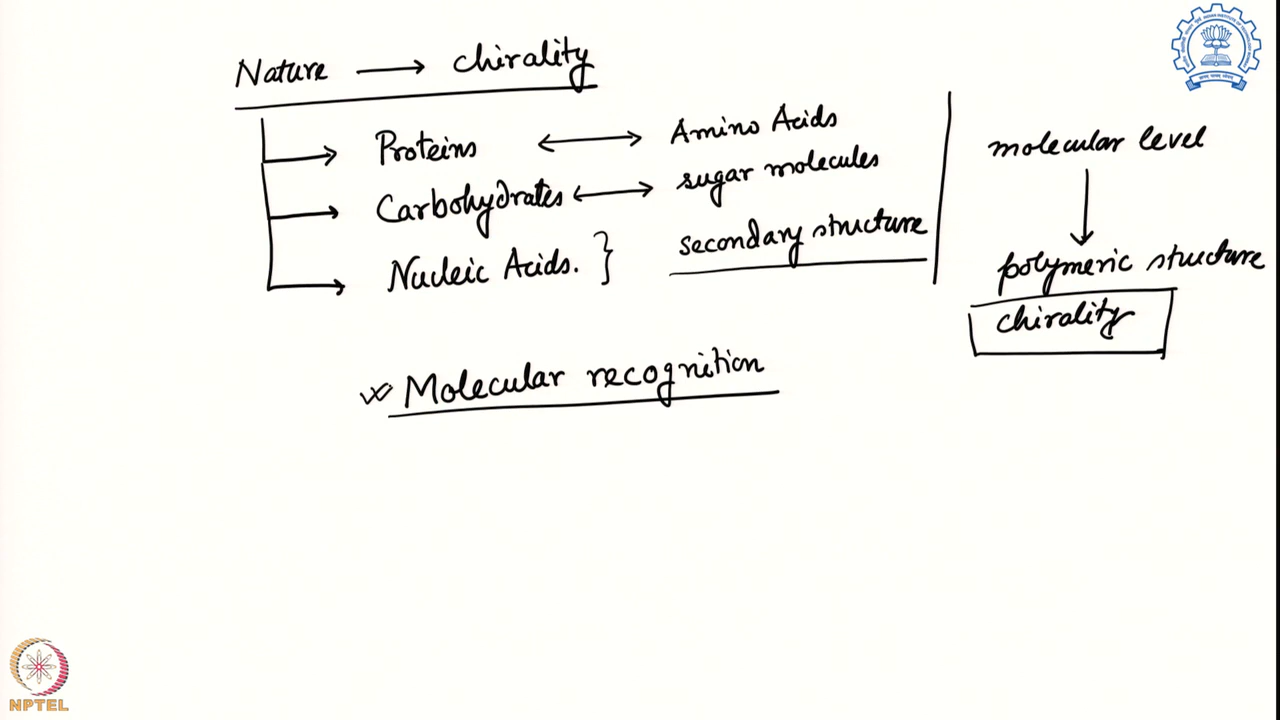 Nature → chirality
Proteins ↔ Amino Acids
Carbohydrates ↔ sugar molecules
Nucleic Acids. } secondary structure
molecular level
↓
polymeric structure
chirality
Molecular recognition
NPTEL